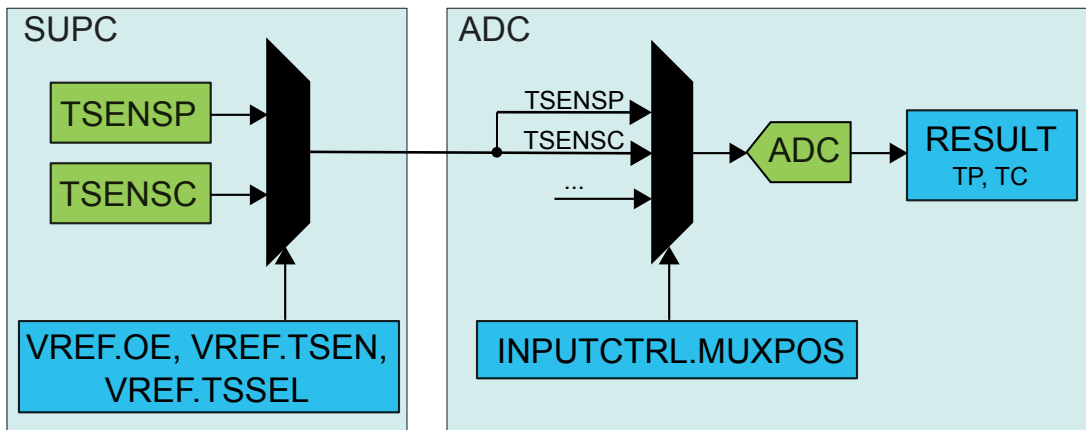 SUPC
TSENSP
TSENSC
VREF.OE, VREF.TSEN,
VREF.TSSEL
ADC
TSENSP
TSENSC
...
ADC
RESULT
TP, TC
INPUTCTRL.MUXPOS